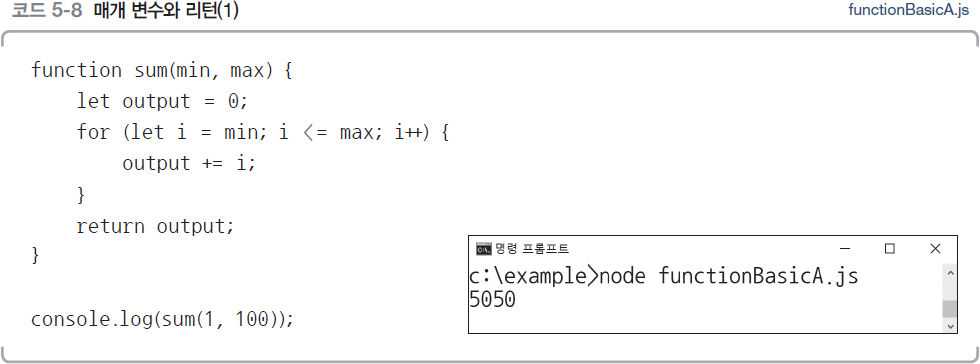 코드 5-8 매개 변수와 리턴(1)
functionBasicA.js
function sum(min, max) {
let output = 0;
for (let i = min; i <= max; i++) {
output += i;
}
return output;
}
console.log(sum(1, 100));
명령 프롬프트
c:\example>node functionBasicA.js
5050